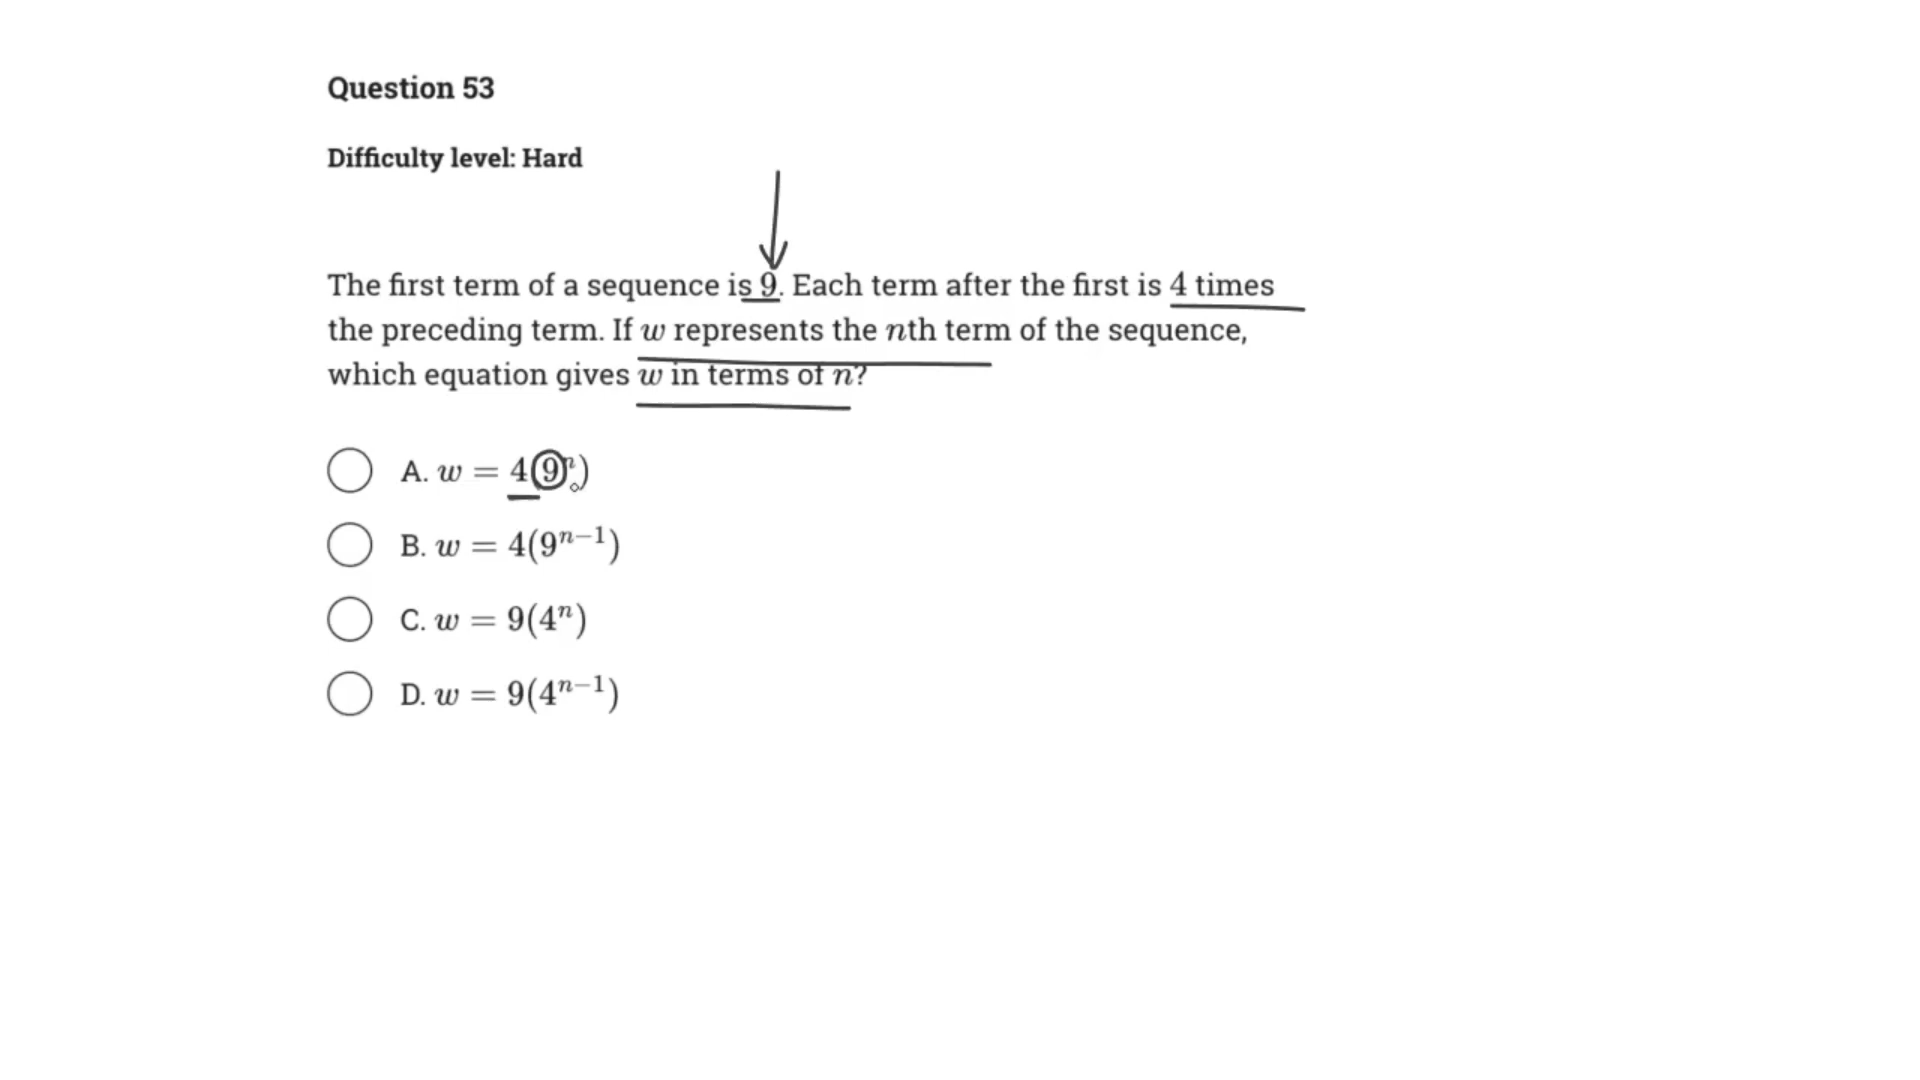 Question 53
Difficulty level: Hard
The first term of a sequence is 9. Each term after the first is 4 times
the preceding term. If w represents the nth term of the sequence,
which equation gives w in terms of n?
A. w = 4(9ⁿ)
B. w = 4(9ⁿ⁻¹)
C. w = 9(4ⁿ)
D. w = 9(4ⁿ⁻¹)